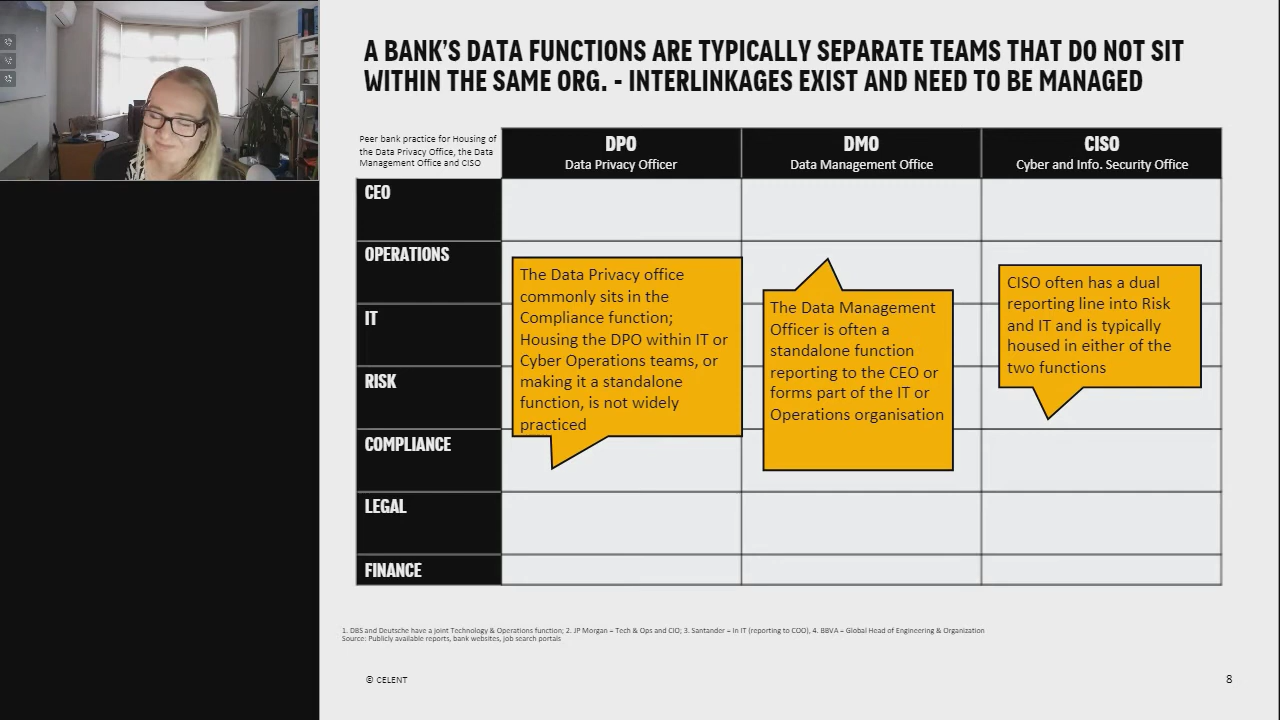 A BANK'S DATA FUNCTIONS ARE TYPICALLY SEPARATE TEAMS THAT DO NOT SIT
WITHIN THE SAME ORG. - INTERLINKAGES EXIST AND NEED TO BE MANAGED
Peer bank practice for Housing of
the Data Privacy Office, the Data
Management Office and CISO
DPO
Data Privacy Officer
DMO
Data Management Office
CISO
Cyber and Info. Security Office
CEO
OPERATIONS
IT
RISK
COMPLIANCE
LEGAL
FINANCE
The Data Privacy office
commonly sits in the
Compliance function;
Housing the DPO within IT or
Cyber Operations teams, or
making it a standalone
function, is not widely
practiced
The Data Management
Officer is often a
standalone function
reporting to the CEO or
forms part of the IT or
Operations organisation
CISO often has a dual
reporting line into Risk
and IT and is typically
housed in either of the
two functions
1. DBS and Deutsche have a joint Technology & Operations function; 2. JP Morgan = Tech & Ops and CIO; 3. Santander = In IT (reporting to COO), 4. BBVA = Global Head of Engineering & Organization
Source: Publicly available reports, bank websites, job search portals
© CELENT
8